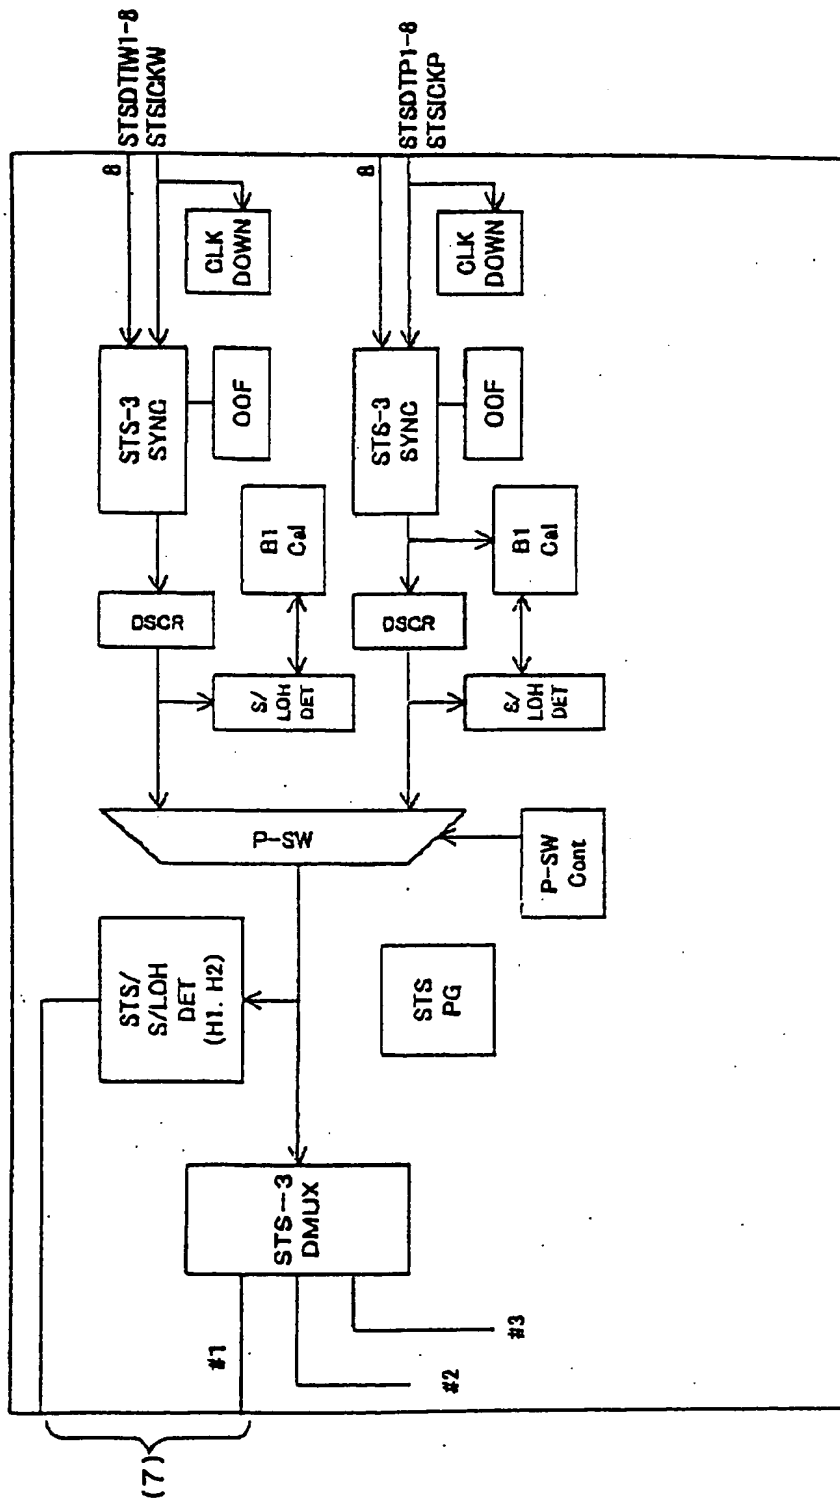 STSDTIW1-8
STSICKW
8
CLK
DOWN
STS-3
SYNC
OOF
B1
Cal
DSCR
S/
LOH
DET
STSDTP1-8
STSICKP
8
CLK
DOWN
STS-3
SYNC
OOF
B1
Cal
DSCR
S/
LOH
DET
P-SW
P-SW
Cont
STS/
S/LOH
DET
(H1. H2)
STS
PG
STS-3
DMUX
#1
#2
#3
(7)